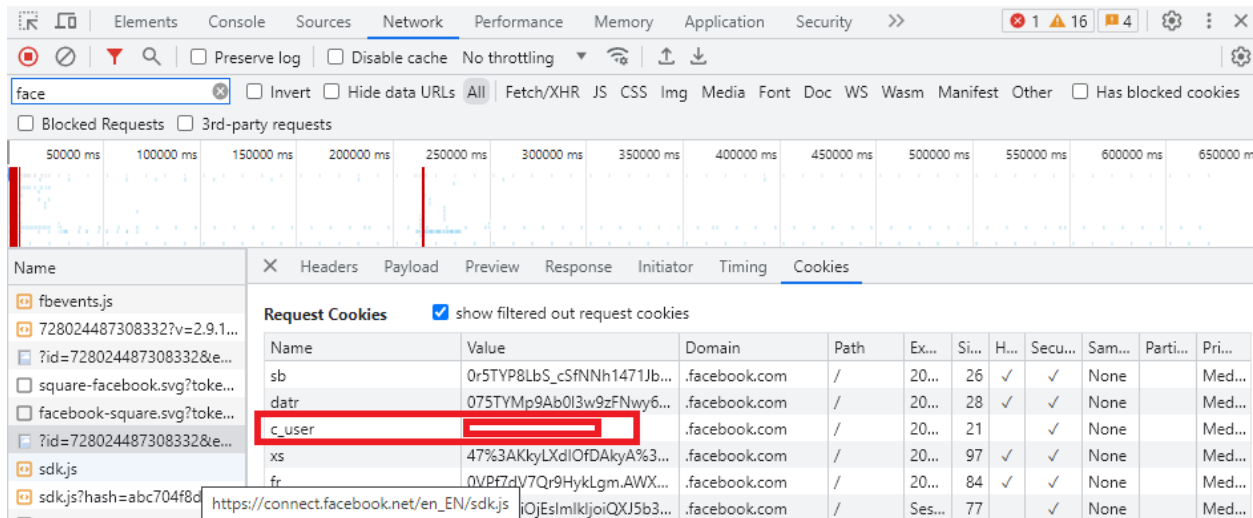 Elements Console Sources Network Performance Memory Application Security 1 16 4
Preserve log Disable cache No throttling
face Invert Hide data URLs All Fetch/XHR JS CSS Img Media Font Doc WS Wasm Manifest Other Has blocked cookies
Blocked Requests 3rd-party requests
50000 ms 100000 ms 150000 ms 200000 ms 250000 ms 300000 ms 350000 ms 400000 ms 450000 ms 500000 ms 550000 ms 600000 ms 650000 m
Name Headers Payload Preview Response Initiator Timing Cookies
fbevents.js
Request Cookies show filtered out request cookies
728024487308332?v=2.9.1...
Name Value Domain Path Ex... Si... H... Secu... Sam... Parti... Pri...
?id=728024487308332&e...
sb 0r5TYP8LbS_cSfNNh1471Jb... .facebook.com / 20... 26 ✓ ✓ None Med...
square-facebook.svg?toke...
datr 075TYMp9Ab0I3w9zFNwy6... .facebook.com / 20... 28 ✓ ✓ None Med...
facebook-square.svg?toke...
c_user .facebook.com / 20... 21 ✓ None Med...
?id=728024487308332&e...
xs 47%3AKkyLXdIOfDAkyA%3... .facebook.com / 20... 97 ✓ ✓ None Med...
sdk.js
fr 0VPf7dV7Qr9HykLgm.AWX... .facebook.com / 20... 84 ✓ ✓ None Med...
sdk.js?hash=abc704f8d
https://connect.facebook.net/en_EN/sdk.js
.facebook.com / Ses... 77 ✓ None Med...